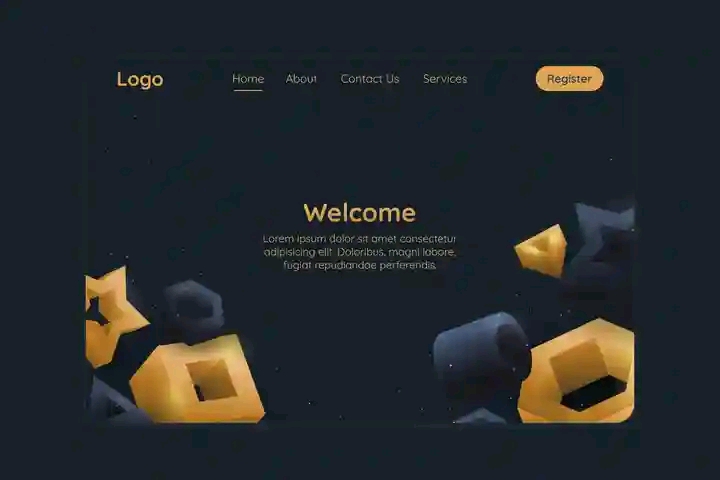 Logo
Home About Contact Us Services
Register
Welcome
Lorem ipsum dolor sit amet consectetur
adipisicing elit. Doloribus, magni labore,
fugiat repudiandae perferendis.